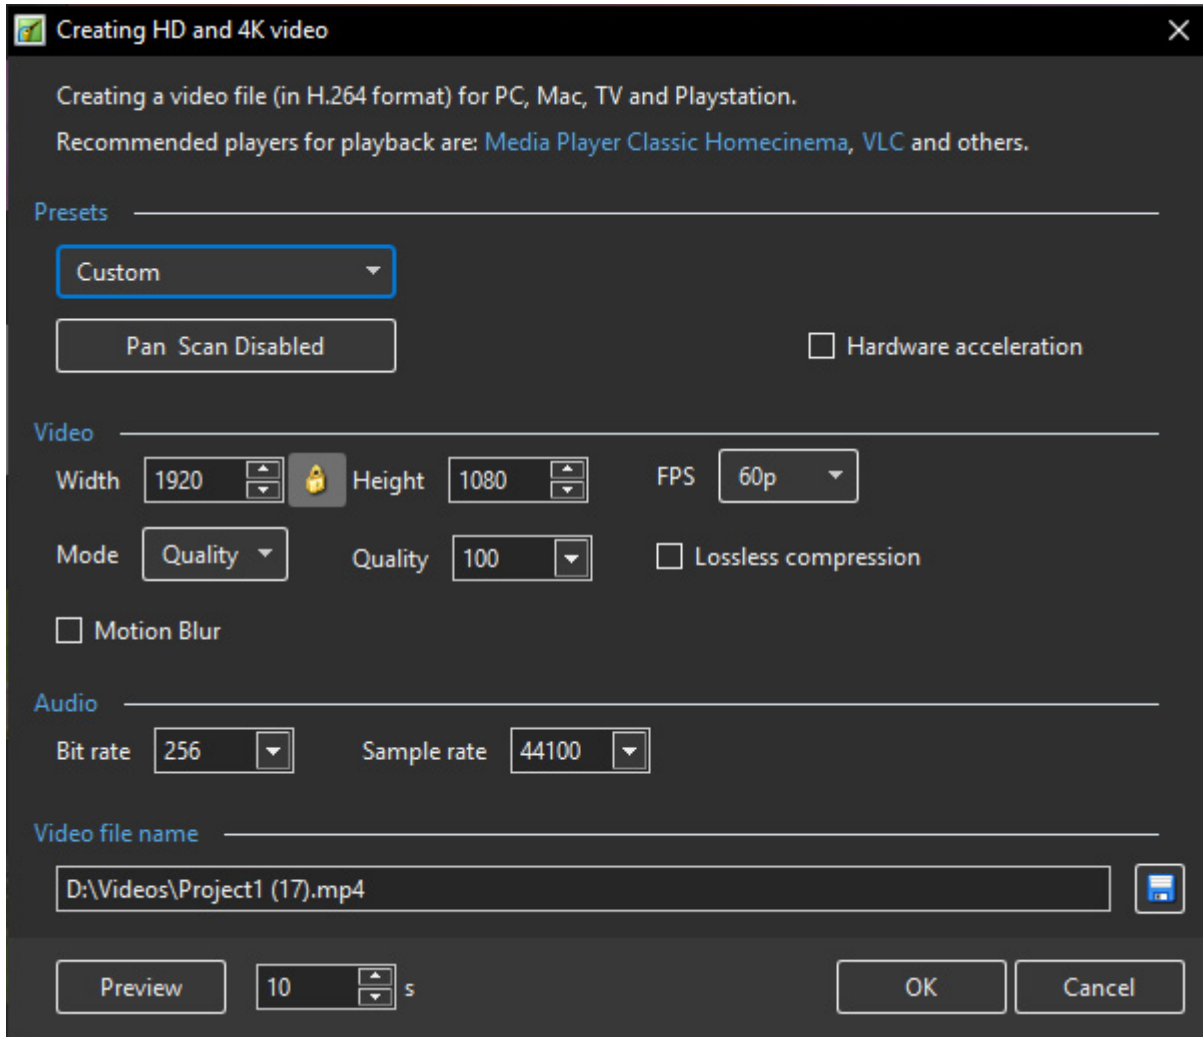 Creating HD and 4K video
Creating a video file (in H.264 format) for PC, Mac, TV and Playstation.
Recommended players for playback are: Media Player Classic Homecinema, VLC and others.
Presets
Custom
Pan  Scan Disabled
Hardware acceleration
Video
Width 1920 Height 1080 FPS 60p
Mode Quality Quality 100 Lossless compression
Motion Blur
Audio
Bit rate 256 Sample rate 44100
Video file name
D:\Videos\Project1 (17).mp4
Preview 10 s OK Cancel